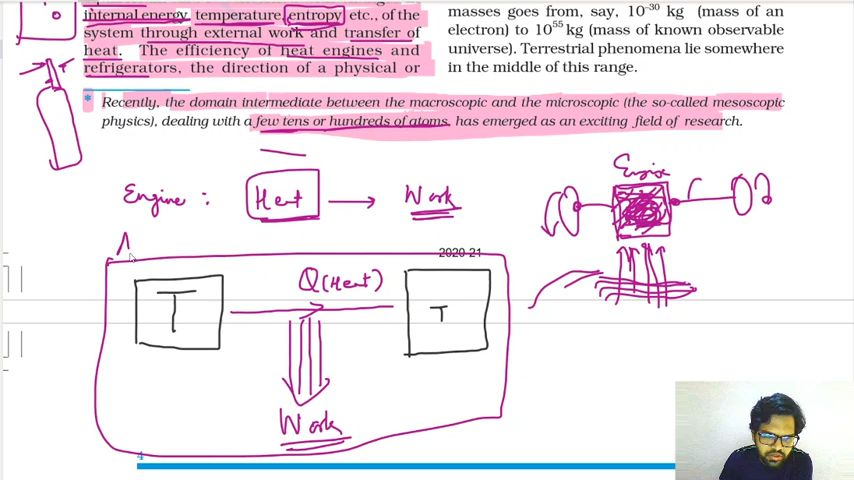 internal energy temperature, entropy etc., of the
system through external work and transfer of
heat. The efficiency of heat engines and
refrigerators, the direction of a physical or
masses goes from, say, 10⁻³⁰ kg (mass of an
electron) to 10⁵⁵ kg (mass of known observable
universe). Terrestrial phenomena lie somewhere
in the middle of this range.
* Recently, the domain intermediate between the macroscopic and the microscopic (the so-called mesoscopic
physics), dealing with a few tens or hundreds of atoms, has emerged as an exciting field of research.
Engine : Heat → Work
Engine
2020-21
Q(Heat)
T
T
Work
4